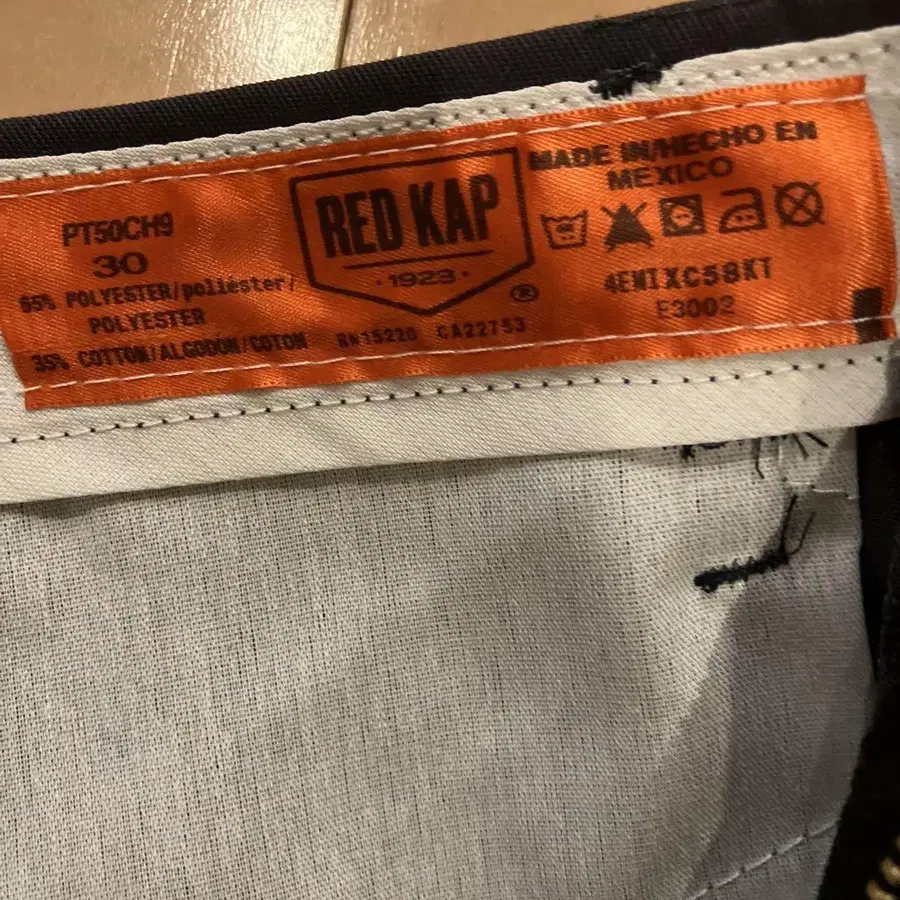 PT50CH9
30
65% POLYESTER/poliéster/
POLYESTER
35% COTTON/ALGODON/COTON
RED KAP
· 1923 ·
®
RN15220 CA22753
MADE IN/HECHO EN
MEXICO
4EN1XC58KT
E3002